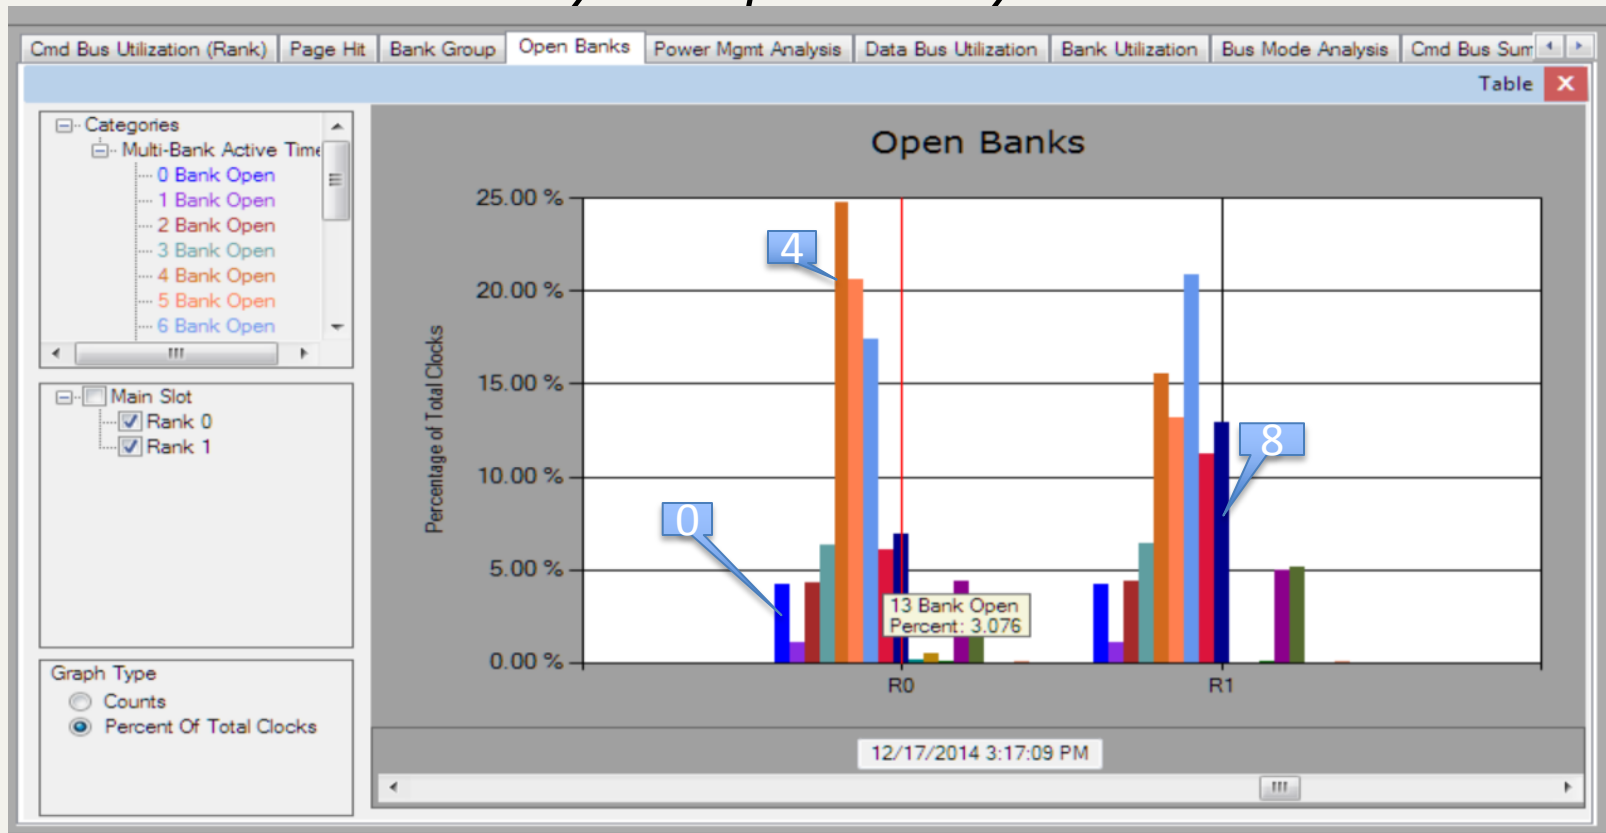 Cmd Bus Utilization (Rank) Page Hit Bank Group Open Banks Power Mgmt Analysis Data Bus Utilization Bank Utilization Bus Mode Analysis Cmd Bus Sum
Table
Categories
Multi-Bank Active Time
0 Bank Open
1 Bank Open
2 Bank Open
3 Bank Open
4 Bank Open
5 Bank Open
6 Bank Open
Main Slot
Rank 0
Rank 1
Graph Type
Counts
Percent Of Total Clocks
Open Banks
Percentage of Total Clocks
25.00 %
20.00 %
15.00 %
10.00 %
5.00 %
0.00 %
4
0
8
13 Bank Open
Percent: 3.076
R0 R1
12/17/2014 3:17:09 PM